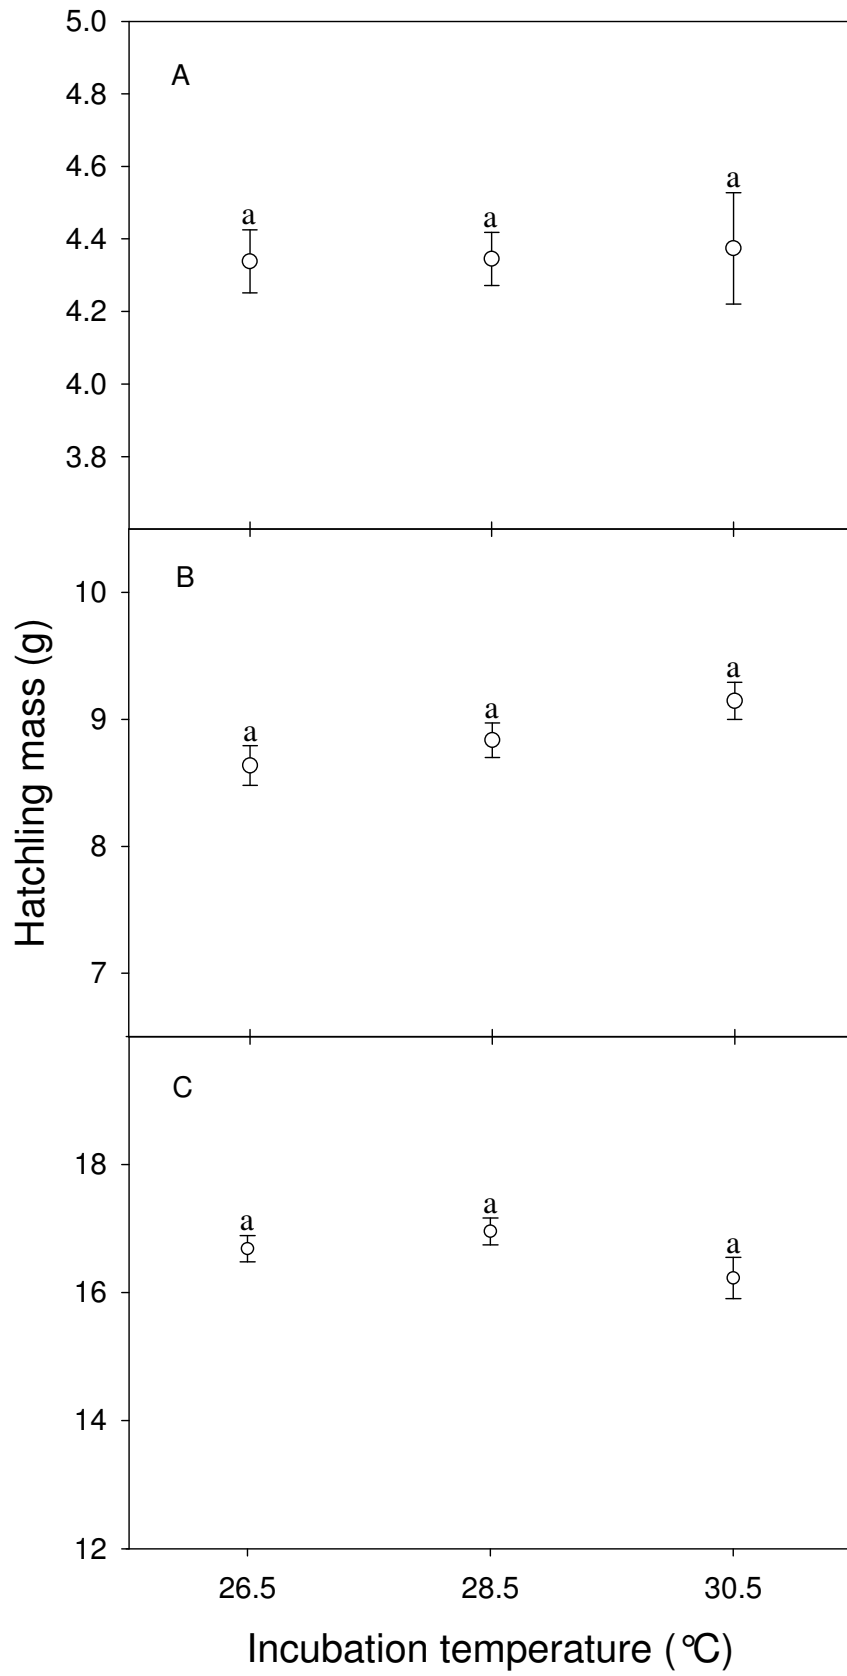 5.0
A
4.8
4.6
a a a
4.4
4.2
4.0
3.8
B
10
a a a
9
8
7
Hatchling mass (g)
C
18
a a a
16
14
12
26.5 28.5 30.5
Incubation temperature (°C)